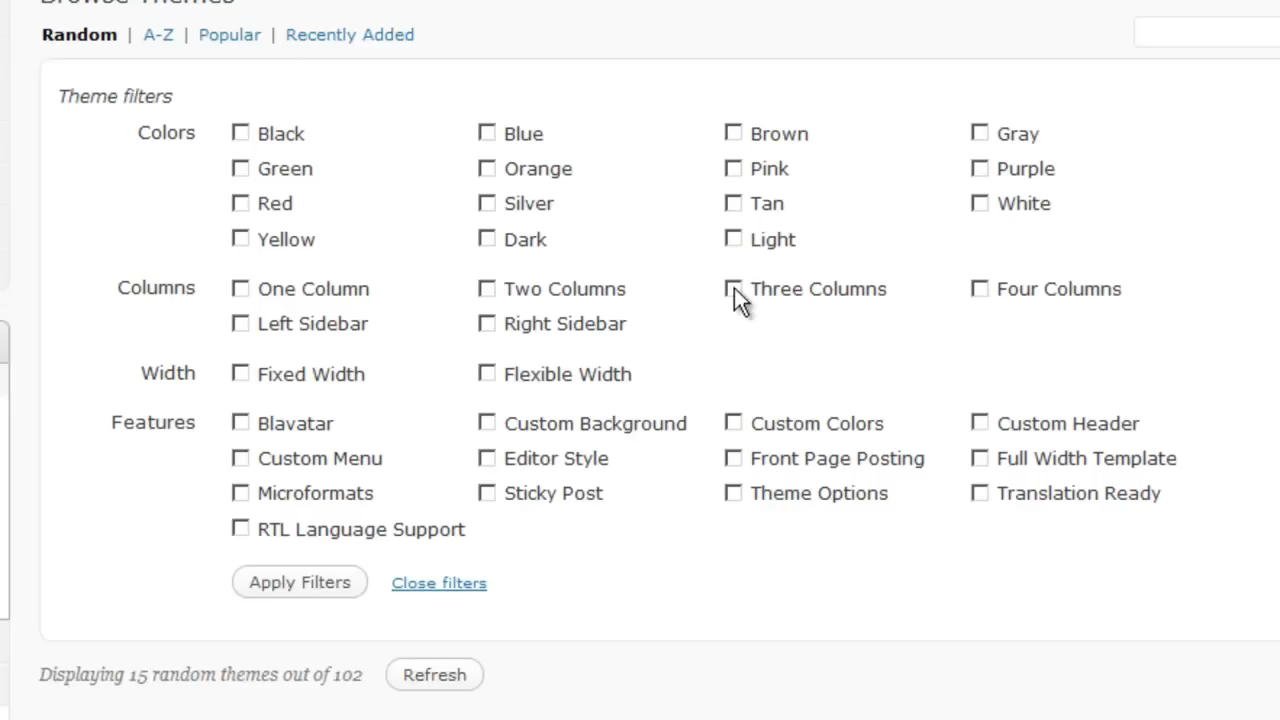 Browse Themes
Random | A-Z | Popular | Recently Added
Theme filters
Colors Black Blue Brown Gray
Green Orange Pink Purple
Red Silver Tan White
Yellow Dark Light
Columns One Column Two Columns Three Columns Four Columns
Left Sidebar Right Sidebar
Width Fixed Width Flexible Width
Features Blavatar Custom Background Custom Colors Custom Header
Custom Menu Editor Style Front Page Posting Full Width Template
Microformats Sticky Post Theme Options Translation Ready
RTL Language Support
Apply Filters Close filters
Displaying 15 random themes out of 102 Refresh